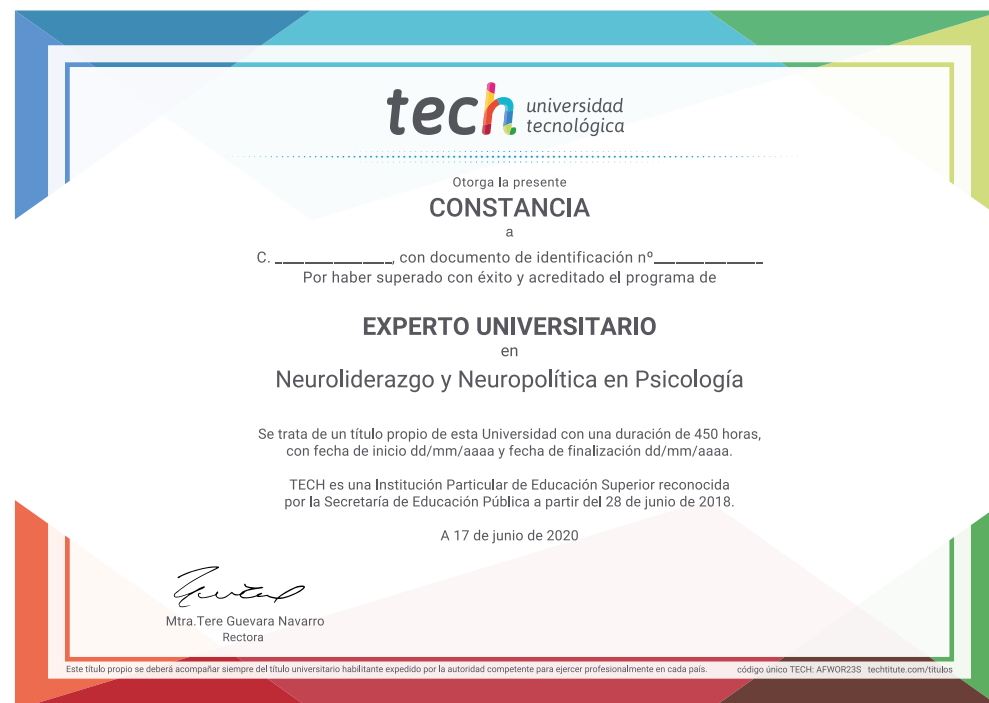 tech universidad
tecnológica
Otorga la presente
CONSTANCIA
a
C. _______________, con documento de identificación nº______________
Por haber superado con éxito y acreditado el programa de
EXPERTO UNIVERSITARIO
en
Neuroliderazgo y Neuropolítica en Psicología
Se trata de un título propio de esta Universidad con una duración de 450 horas,
con fecha de inicio dd/mm/aaaa y fecha de finalización dd/mm/aaaa.
TECH es una Institución Particular de Educación Superior reconocida
por la Secretaría de Educación Pública a partir del 28 de junio de 2018.
A 17 de junio de 2020
Mtra.Tere Guevara Navarro
Rectora
Este título propio se deberá acompañar siempre del título universitario habilitante expedido por la autoridad competente para ejercer profesionalmente en cada país. código único TECH: AFWOR23S techtitute.com/titulos